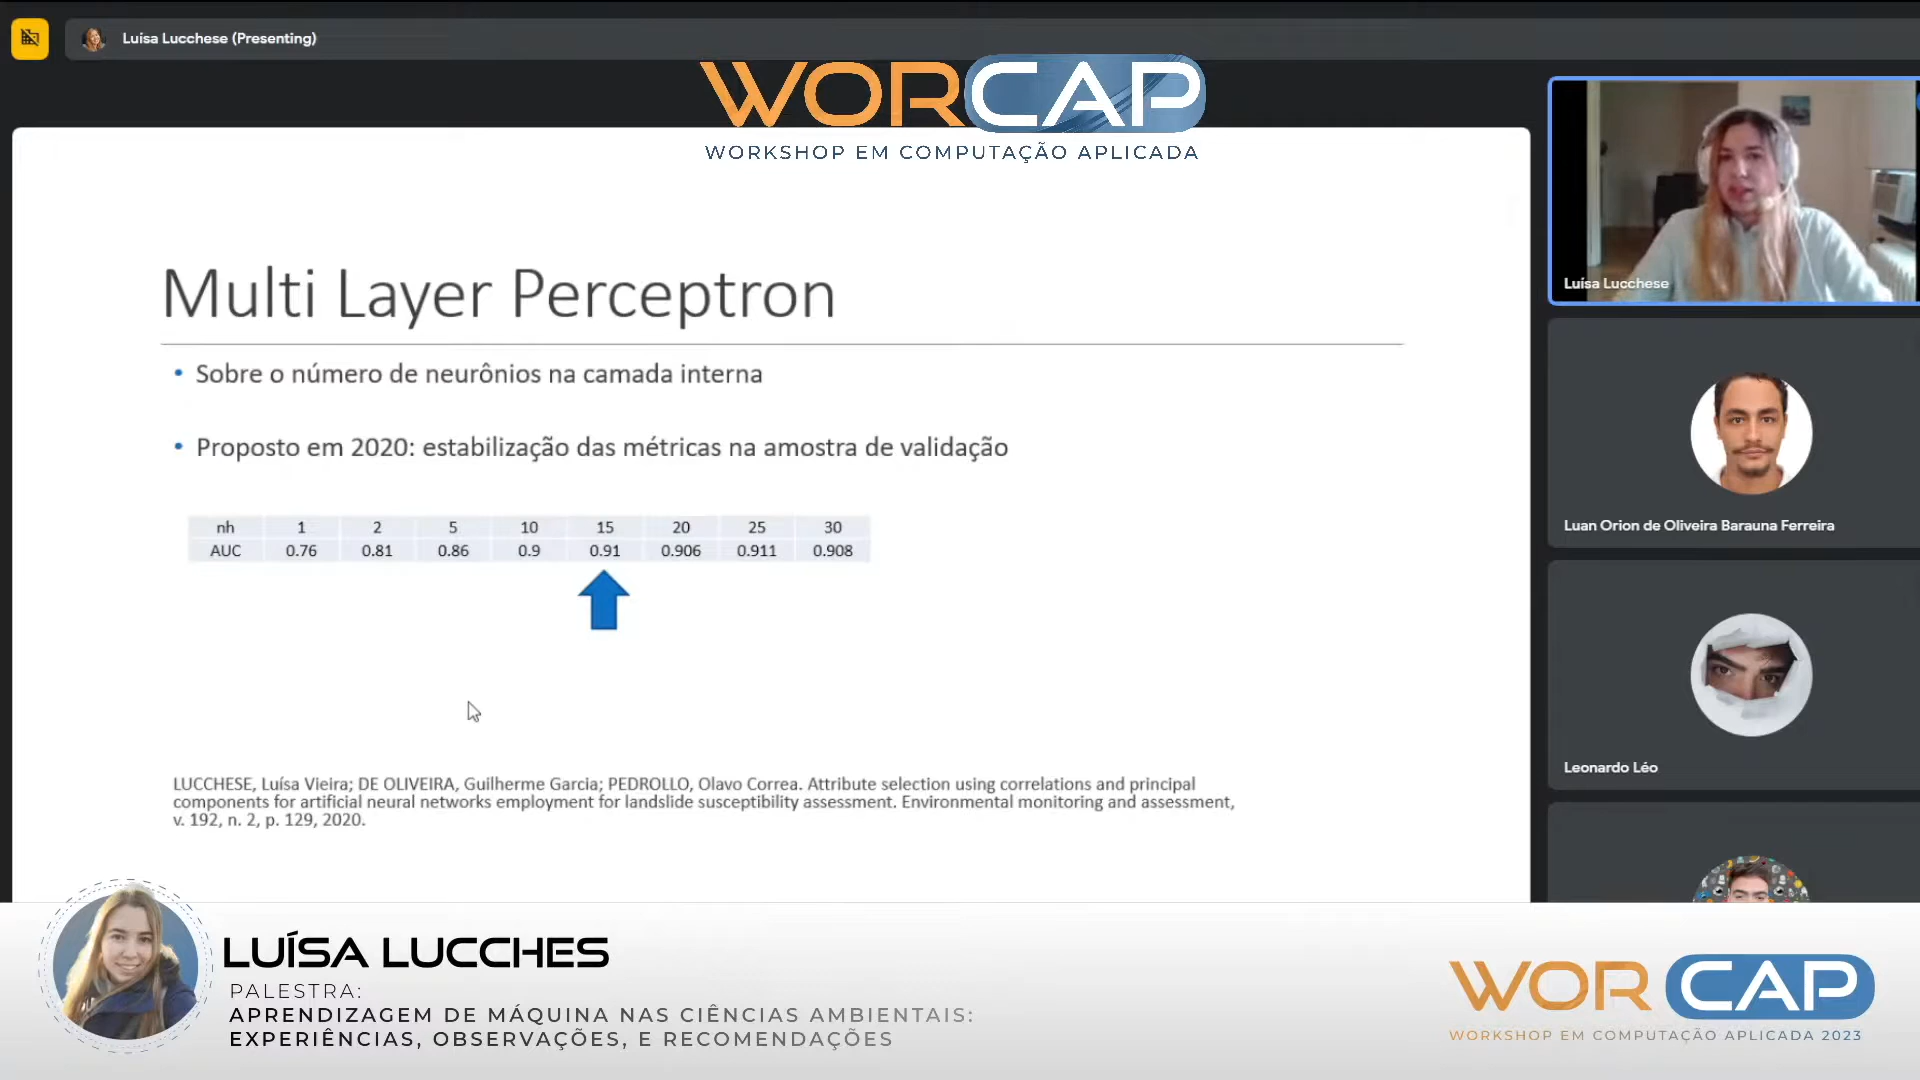 Luísa Lucchese (Presenting)
WORCAP
WORKSHOP EM COMPUTAÇÃO APLICADA
Multi Layer Perceptron
• Sobre o número de neurônios na camada interna
• Proposto em 2020: estabilização das métricas na amostra de validação
nh 1 2 5 10 15 20 25 30
AUC 0.76 0.81 0.86 0.9 0.91 0.906 0.911 0.908
LUCCHESE, Luísa Vieira; DE OLIVEIRA, Guilherme Garcia; PEDROLLO, Olavo Correa. Attribute selection using correlations and principal
components for artificial neural networks employment for landslide susceptibility assessment. Environmental monitoring and assessment,
v. 192, n. 2, p. 129, 2020.
Luísa Lucchese
Luan Orion de Oliveira Barauna Ferreira
Leonardo Léo
LUÍSA LUCCHES
PALESTRA:
APRENDIZAGEM DE MÁQUINA NAS CIÊNCIAS AMBIENTAIS:
EXPERIÊNCIAS, OBSERVAÇÕES, E RECOMENDAÇÕES
WORCAP
WORKSHOP EM COMPUTAÇÃO APLICADA 2023